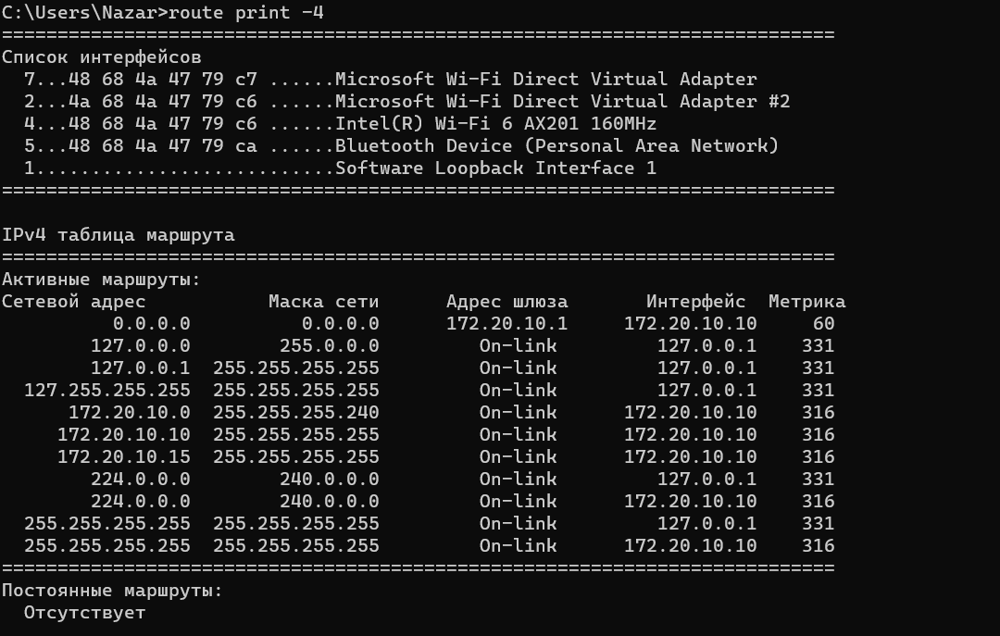 C:\Users\Nazar>route print -4
===========================================================================
Список интерфейсов
  7...48 68 4a 47 79 c7 ......Microsoft Wi-Fi Direct Virtual Adapter
  2...4a 68 4a 47 79 c6 ......Microsoft Wi-Fi Direct Virtual Adapter #2
  4...48 68 4a 47 79 c6 ......Intel(R) Wi-Fi 6 AX201 160MHz
  5...48 68 4a 47 79 ca ......Bluetooth Device (Personal Area Network)
  1...........................Software Loopback Interface 1
===========================================================================

IPv4 таблица маршрута
===========================================================================
Активные маршруты:
Сетевой адрес           Маска сети      Адрес шлюза       Интерфейс  Метрика
          0.0.0.0          0.0.0.0      172.20.10.1     172.20.10.10     60
        127.0.0.0        255.0.0.0         On-link         127.0.0.1    331
        127.0.0.1  255.255.255.255         On-link         127.0.0.1    331
  127.255.255.255  255.255.255.255         On-link         127.0.0.1    331
      172.20.10.0  255.255.255.240         On-link      172.20.10.10    316
     172.20.10.10  255.255.255.255         On-link      172.20.10.10    316
     172.20.10.15  255.255.255.255         On-link      172.20.10.10    316
        224.0.0.0        240.0.0.0         On-link         127.0.0.1    331
        224.0.0.0        240.0.0.0         On-link      172.20.10.10    316
  255.255.255.255  255.255.255.255         On-link         127.0.0.1    331
  255.255.255.255  255.255.255.255         On-link      172.20.10.10    316
===========================================================================
Постоянные маршруты:
  Отсутствует